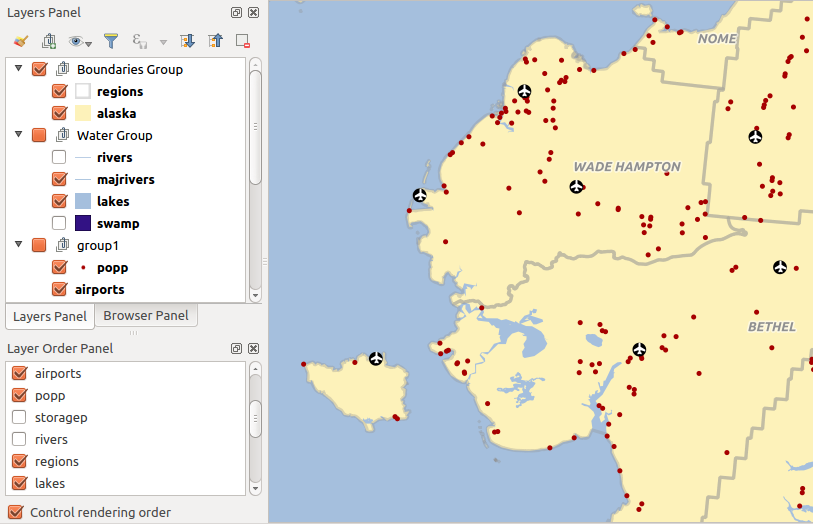 Layers Panel
Boundaries Group
regions
alaska
Water Group
rivers
majrivers
lakes
swamp
group1
popp
airports
Layers Panel
Browser Panel
Layer Order Panel
airports
popp
storagep
rivers
regions
lakes
Control rendering order
NOME
WADE HAMPTON
BETHEL